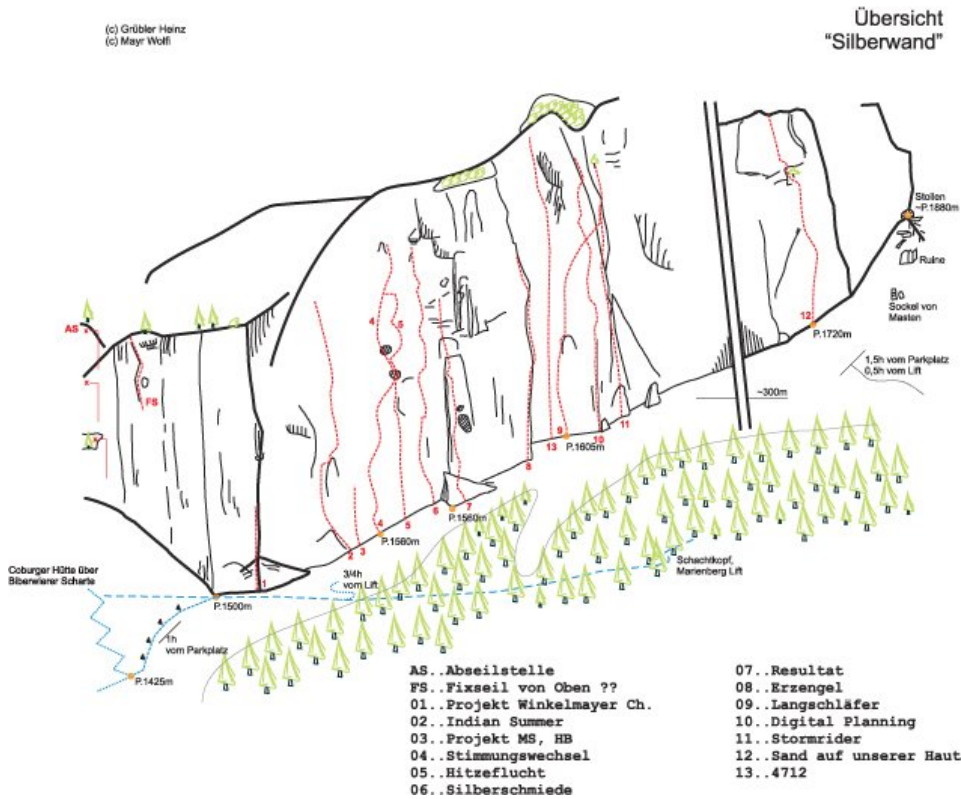 (c) Grübler Heinz
(c) Mayr Wolfi
Übersicht
"Silberwand"
Stollen
~P.1880m
Ruine
Sockel von
Masten
12
P.1720m
1,5h vom Parkplatz
0,5h vom Lift
~300m
AS
x
x
FS
4
5
9
13
P.1605m
10
11
8
7
6
P.1560m
5
4
P.1560m
3
2
1
3/4h
vom Lift
Schachtkopf,
Marienberg Lift
Coburger Hütte über
Biberwierer Scharte
P.1500m
1h
vom Parkplatz
P.1425m
AS..Abseilstelle
FS..Fixseil von Oben ??
01..Projekt Winkelmayer Ch.
02..Indian Summer
03..Projekt MS, HB
04..Stimmungswechsel
05..Hitzeflucht
06..Silberschmiede
07..Resultat
08..Erzengel
09..Langschläfer
10..Digital Planning
11..Stormrider
12..Sand auf unserer Haut
13..4712